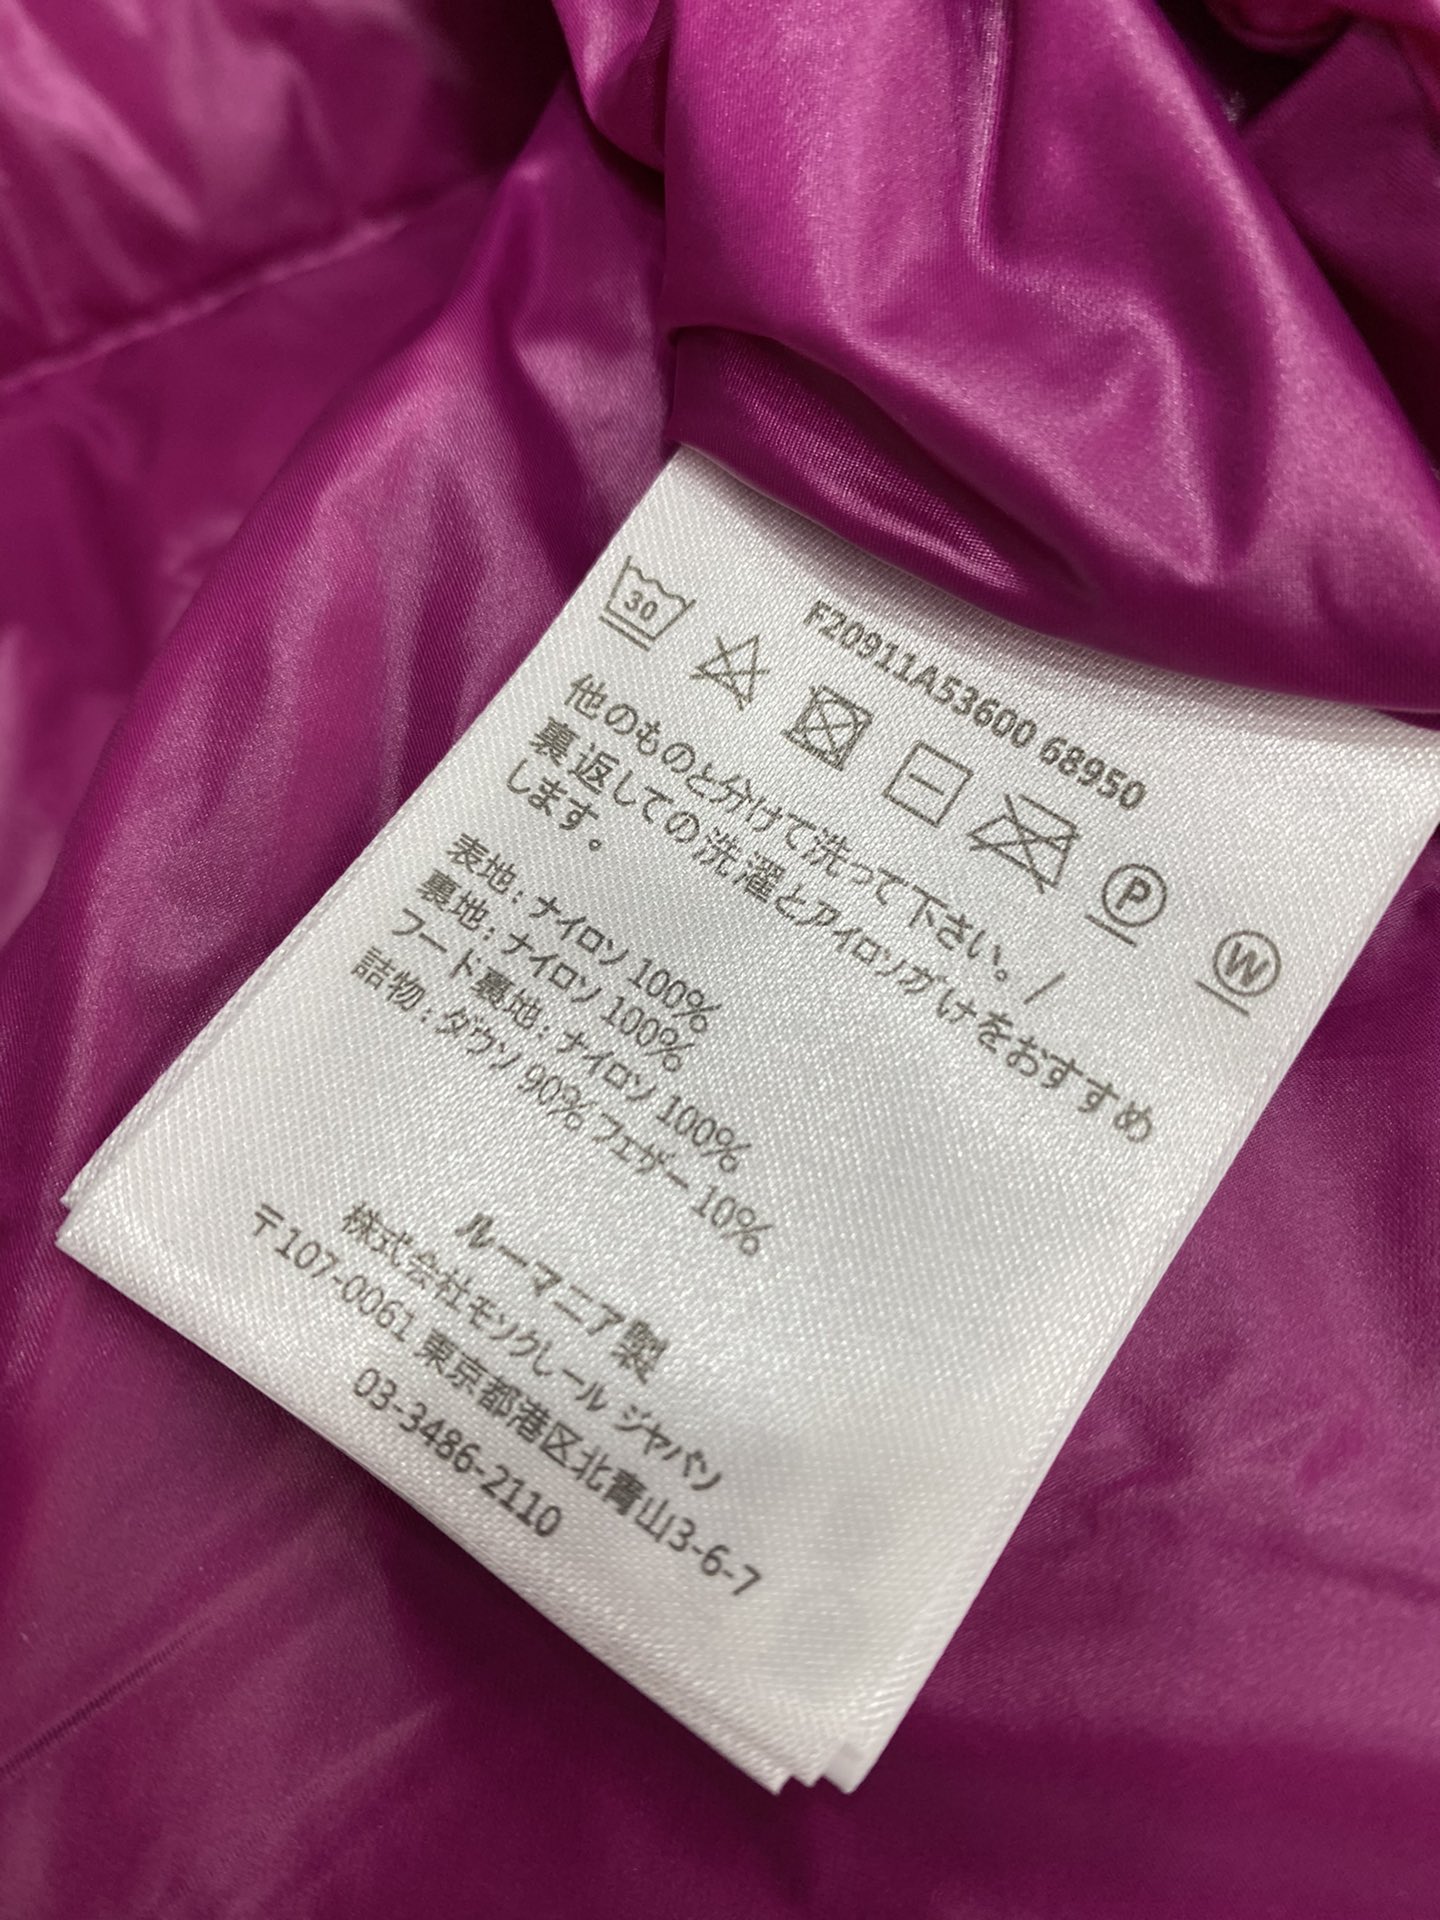 F20911A53600 68950
30
P
W
他のものと分けて洗って下さい。/
裏返しての洗濯とアイロンがけをおすすめ
します。
表地:ナイロン 100%
裏地:ナイロン 100%
フード裏地:ナイロン 100%
詰物:ダウン 90% フェザー 10%
ルーマニア製
株式会社モンクレール ジャパン
〒107-0061 東京都港区北青山3-6-7
03-3486-2110